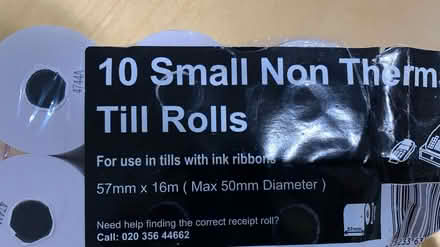 10 Small Non Therm
Till Rolls
For use in tills with ink ribbons
57mm x 16m ( Max 50mm Diameter )
Need help finding the correct receipt roll?
Call: 020 356 44662
4744A